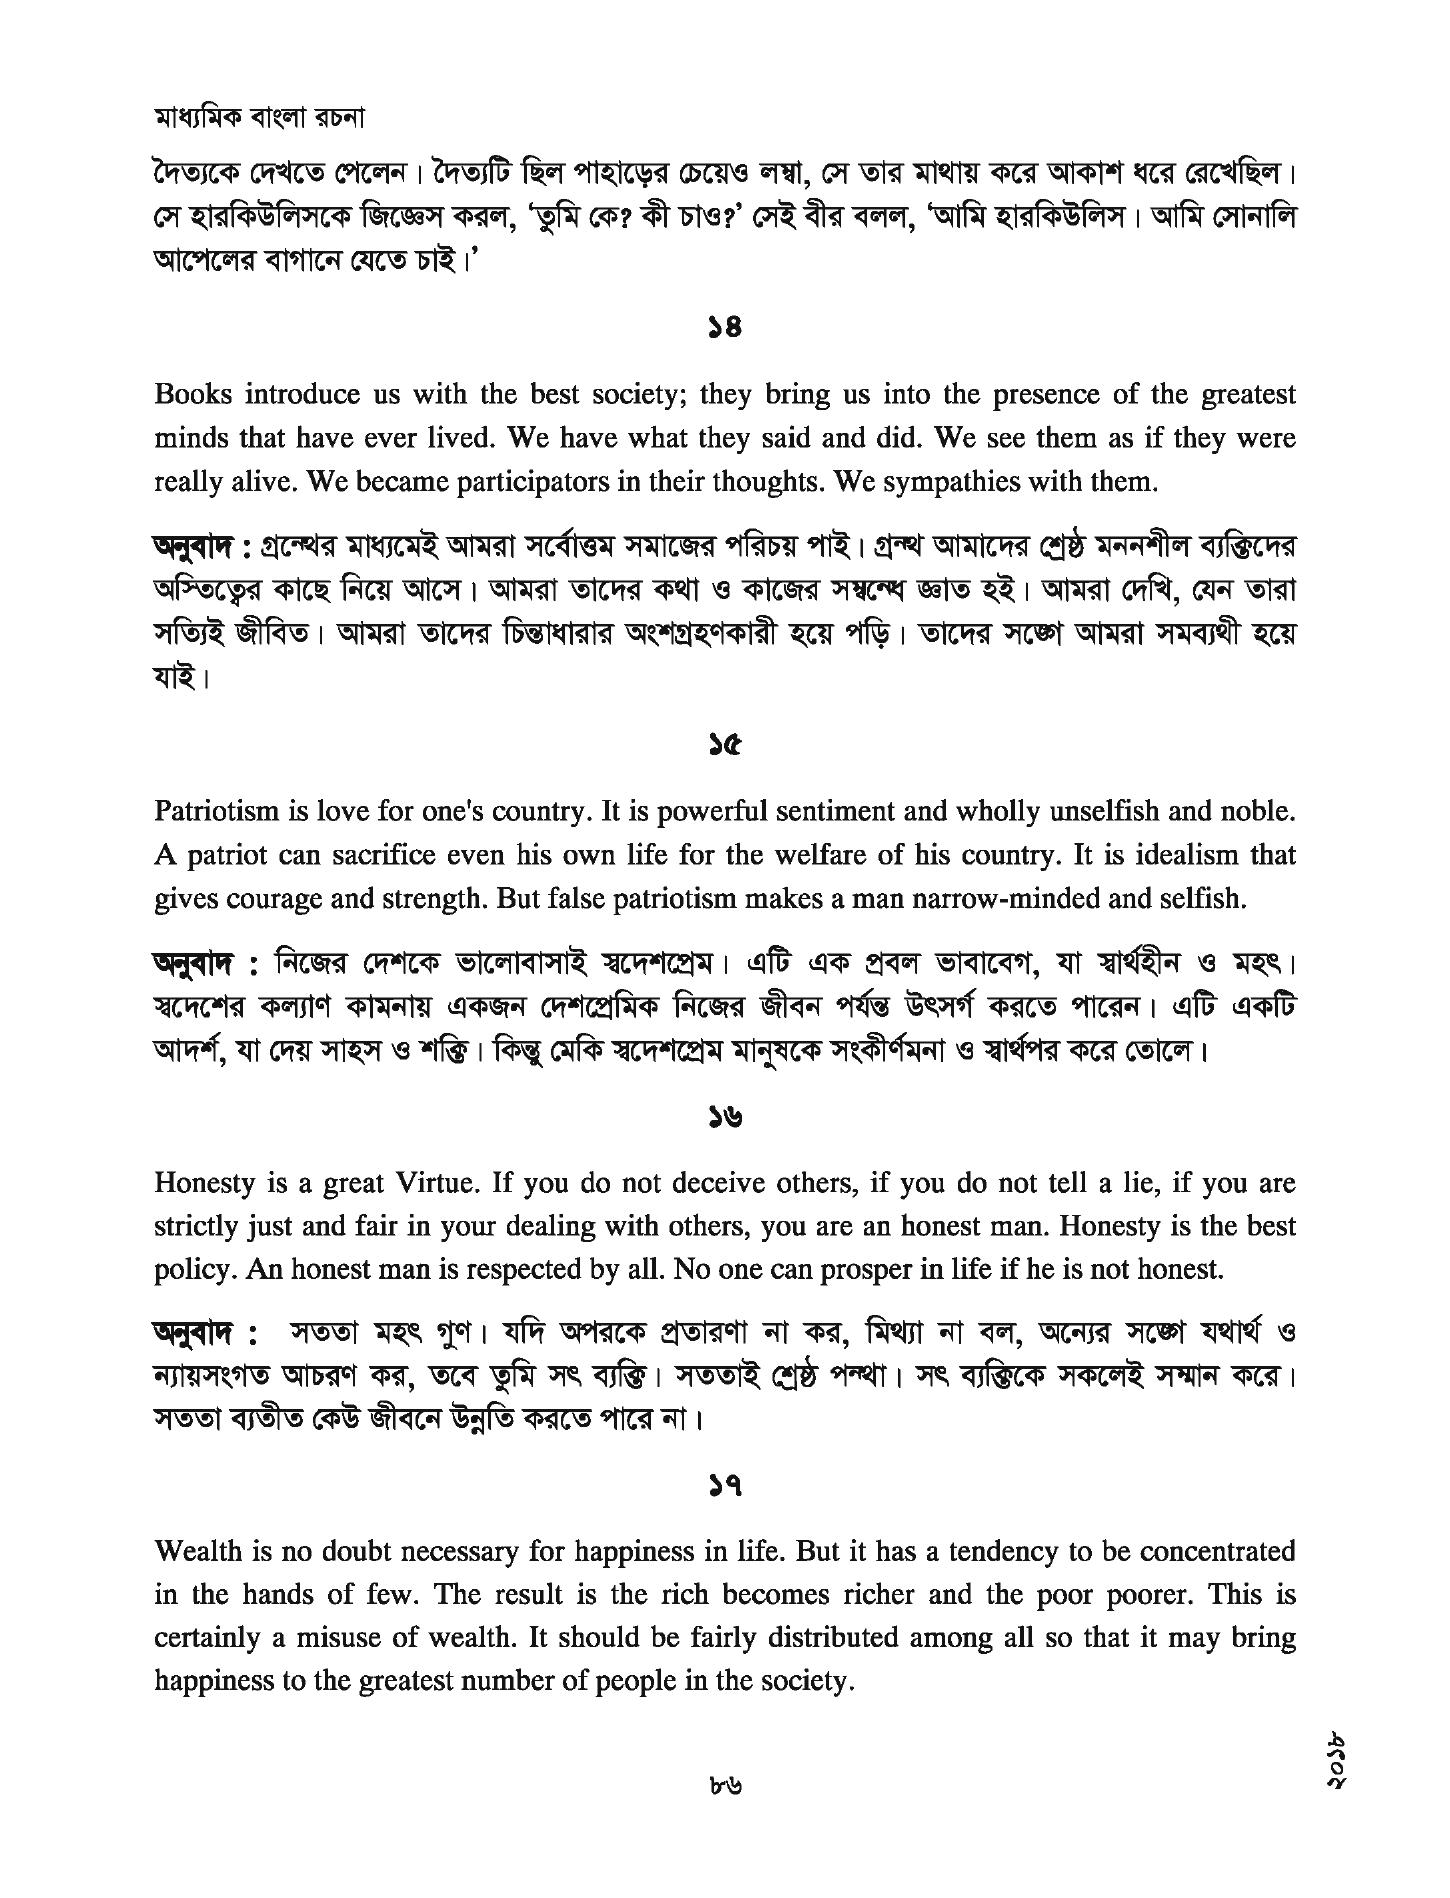 মাধ্যমিক বাংলা রচনা
দৈত্যকে দেখতে পেলেন। দৈত্যটি ছিল পাহাড়ের চেয়েও লম্বা, সে তার মাথায় করে আকাশ ধরে রেখেছিল।
সে হারকিউলিসকে জিজ্ঞেস করল, ‘তুমি কে? কী চাও?’ সেই বীর বলল, ‘আমি হারকিউলিস। আমি সোনালি
আপেলের বাগানে যেতে চাই।’
১৪
Books introduce us with the best society; they bring us into the presence of the greatest
minds that have ever lived. We have what they said and did. We see them as if they were
really alive. We became participators in their thoughts. We sympathies with them.
অনুবাদ : গ্রন্থের মাধ্যমেই আমরা সর্বোত্তম সমাজের পরিচয় পাই। গ্রন্থ আমাদের শ্রেষ্ঠ মননশীল ব্যক্তিদের
অস্তিত্বের কাছে নিয়ে আসে। আমরা তাদের কথা ও কাজের সম্বন্ধে জ্ঞাত হই। আমরা দেখি, যেন তারা
সত্যিই জীবিত। আমরা তাদের চিন্তাধারার অংশগ্রহণকারী হয়ে পড়ি। তাদের সঙ্গে আমরা সমব্যথী হয়ে
যাই।
১৫
Patriotism is love for one's country. It is powerful sentiment and wholly unselfish and noble.
A patriot can sacrifice even his own life for the welfare of his country. It is idealism that
gives courage and strength. But false patriotism makes a man narrow-minded and selfish.
অনুবাদ : নিজের দেশকে ভালোবাসাই স্বদেশপ্রেম। এটি এক প্রবল ভাবাবেগ, যা স্বার্থহীন ও মহৎ।
স্বদেশের কল্যাণ কামনায় একজন দেশপ্রেমিক নিজের জীবন পর্যন্ত উৎসর্গ করতে পারেন। এটি একটি
আদর্শ, যা দেয় সাহস ও শক্তি। কিন্তু মেকি স্বদেশপ্রেম মানুষকে সংকীর্ণমনা ও স্বার্থপর করে তোলে।
১৬
Honesty is a great Virtue. If you do not deceive others, if you do not tell a lie, if you are
strictly just and fair in your dealing with others, you are an honest man. Honesty is the best
policy. An honest man is respected by all. No one can prosper in life if he is not honest.
অনুবাদ : সততা মহৎ গুণ। যদি অপরকে প্রতারণা না কর, মিথ্যা না বল, অন্যের সঙ্গে যথার্থ ও
ন্যায়সংগত আচরণ কর, তবে তুমি সৎ ব্যক্তি। সততাই শ্রেষ্ঠ পন্থা। সৎ ব্যক্তিকে সকলেই সম্মান করে।
সততা ব্যতীত কেউ জীবনে উন্নতি করতে পারে না।
১৭
Wealth is no doubt necessary for happiness in life. But it has a tendency to be concentrated
in the hands of few. The result is the rich becomes richer and the poor poorer. This is
certainly a misuse of wealth. It should be fairly distributed among all so that it may bring
happiness to the greatest number of people in the society.
৮৬
২০১৮